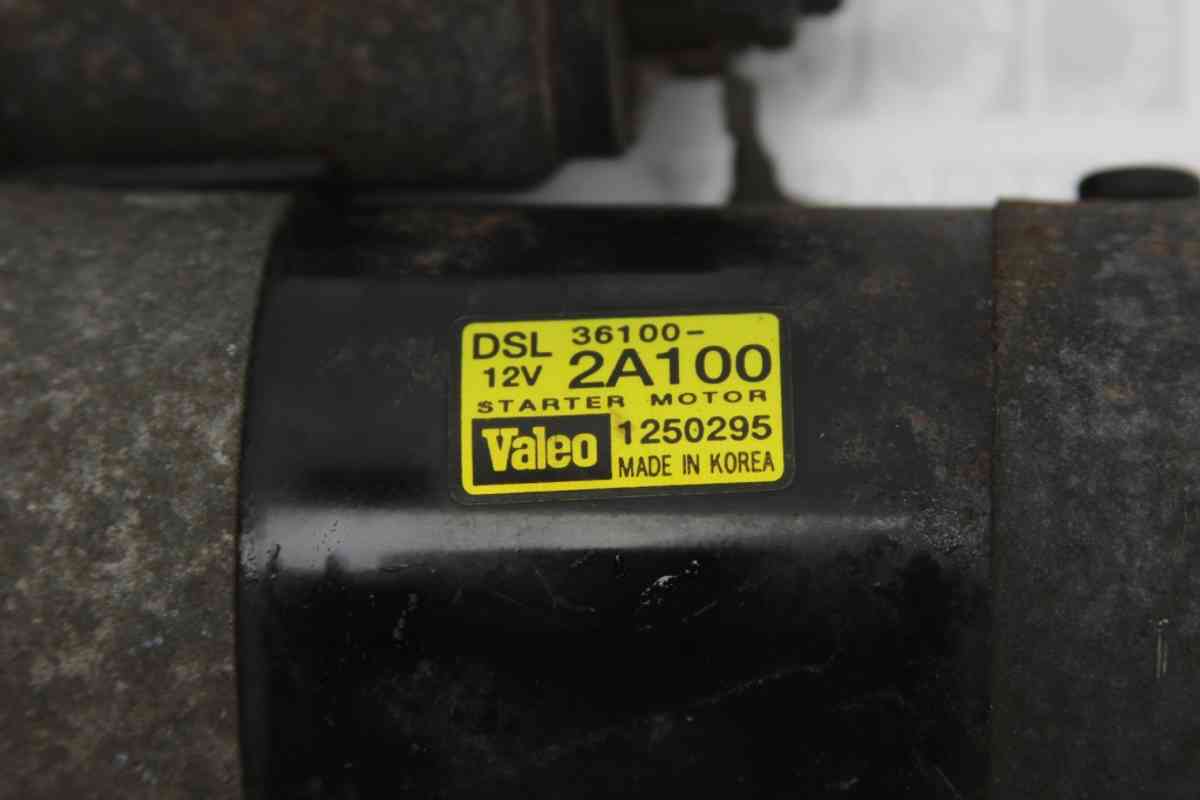 DSL 36100-
12V 2A100
STARTER MOTOR
Valeo 1250295
MADE IN KOREA